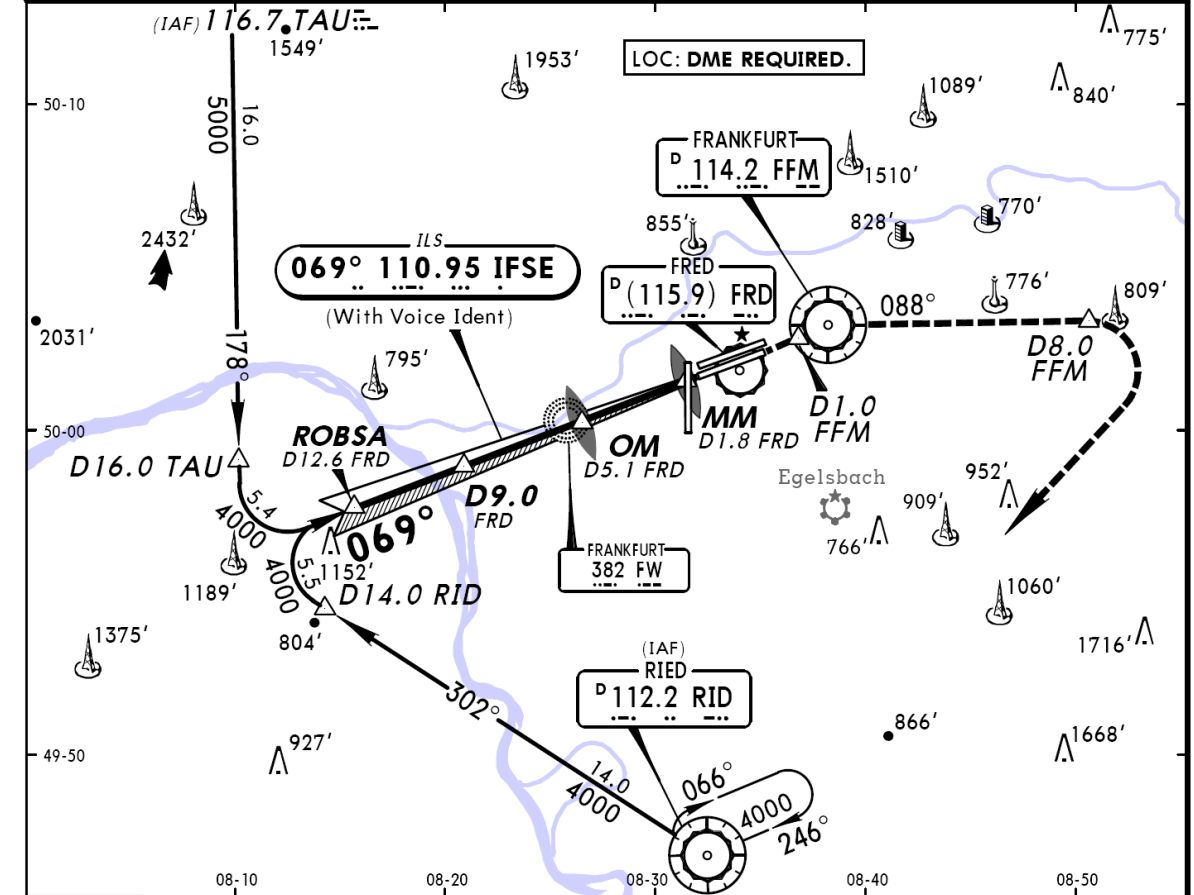 (IAF) 116.7 TAU
1549'
1953'
LOC: DME REQUIRED.
775'
840'
1089'
50-10
5000
16.0
FRANKFURT
D 114.2 FFM
1510'
828'
770'
855'
2432'
ILS
069° 110.95 IFSE
(With Voice Ident)
FRED
D (115.9) FRD
776'
809'
088°
D8.0
FFM
2031'
178°
795'
50-00
ROBSA
D12.6 FRD
D16.0 TAU
MM
D1.8 FRD
D1.0
FFM
OM
D5.1 FRD
D9.0
FRD
069°
5.4
4000
Egelsbach
952'
909'
766'
1189'
1152'
5.5
4000
D14.0 RID
FRANKFURT
382 FW
804'
1060'
1716'
1375'
(IAF)
RIED
D 112.2 RID
302°
866'
1668'
927'
49-50
14.0
4000
066°
4000
246°
08-10
08-20
08-30
08-40
08-50